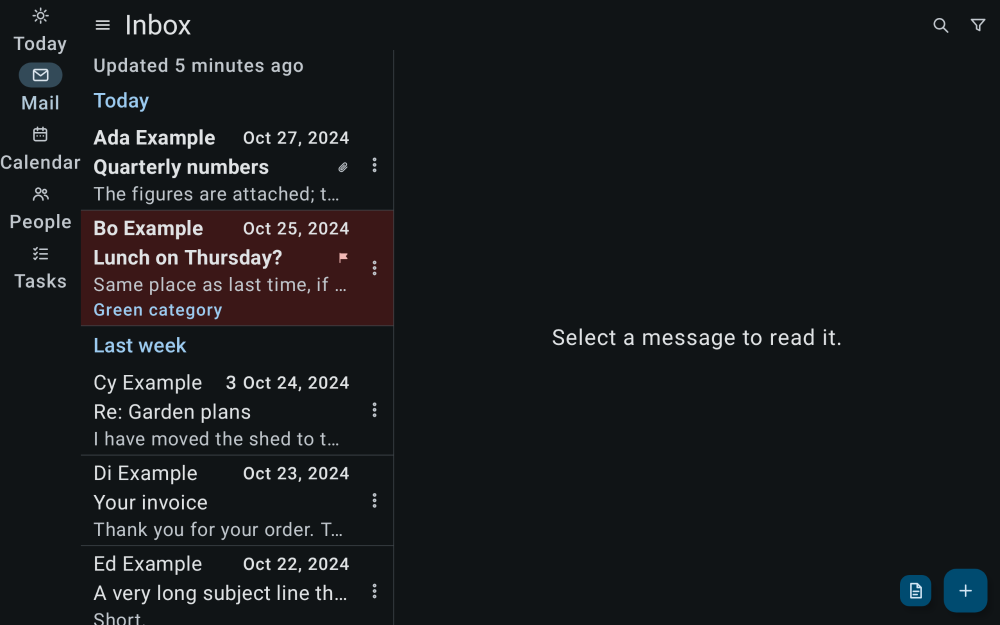 Today
Mail
Calendar
People
Tasks
Inbox
Updated 5 minutes ago
Today
Ada Example Oct 27, 2024
Quarterly numbers
The figures are attached; t…
Bo Example Oct 25, 2024
Lunch on Thursday?
Same place as last time, if …
Green category
Last week
Cy Example 3 Oct 24, 2024
Re: Garden plans
I have moved the shed to t…
Di Example Oct 23, 2024
Your invoice
Thank you for your order. T…
Ed Example Oct 22, 2024
A very long subject line th…
Short.
Select a message to read it.